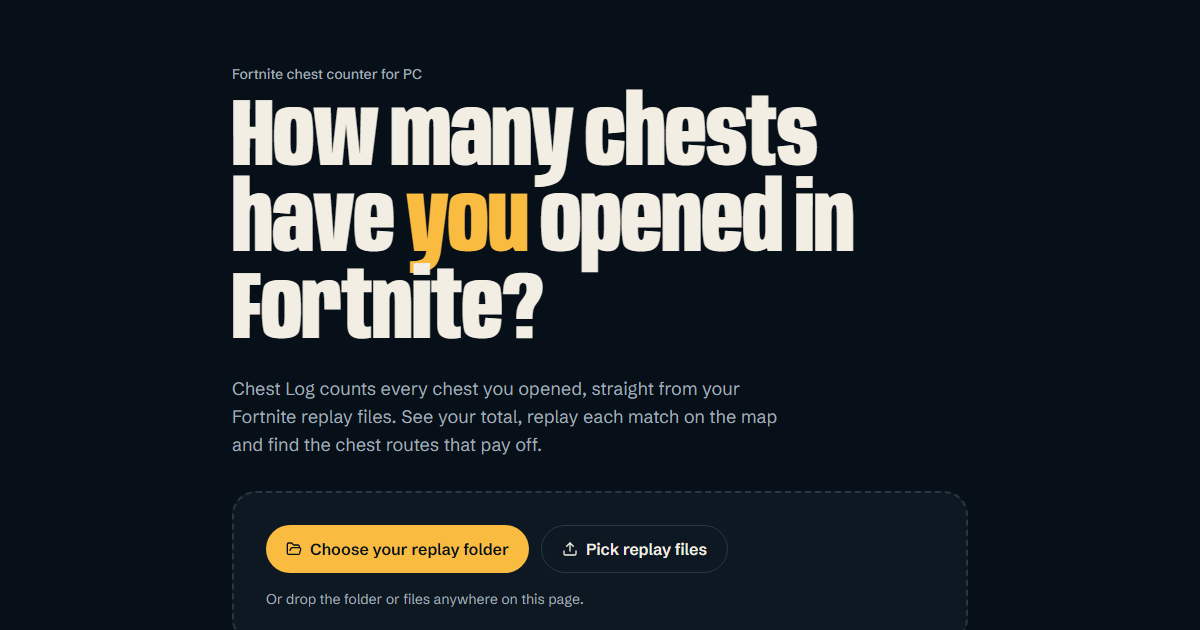 Fortnite chest counter for PC
How many chests
have you opened in
Fortnite?
Chest Log counts every chest you opened, straight from your
Fortnite replay files. See your total, replay each match on the map
and find the chest routes that pay off.
Choose your replay folder
Pick replay files
Or drop the folder or files anywhere on this page.